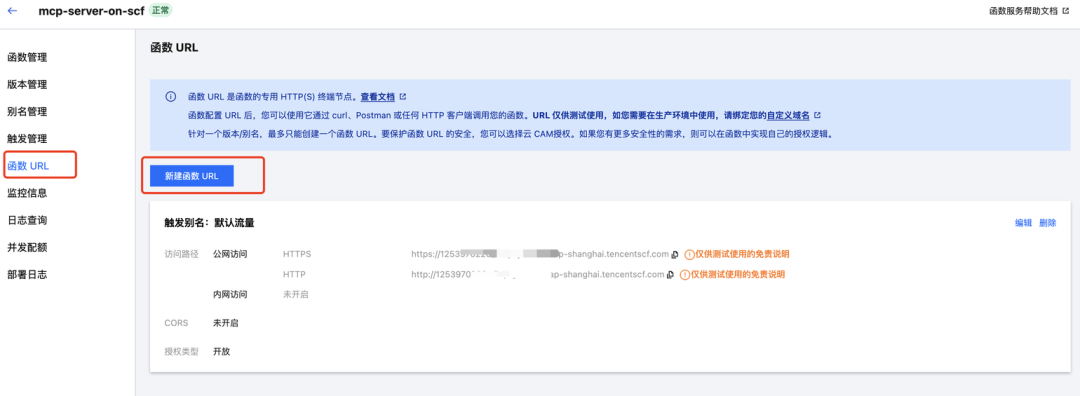 ← mcp-server-on-scf 正常 函数服务帮助文档
函数管理
版本管理
别名管理
触发管理
函数 URL
监控信息
日志查询
并发配额
部署日志
函数 URL
函数 URL 是函数的专用 HTTP(S) 终端节点。查看文档
函数配置 URL 后，您可以使用它通过 curl、Postman 或任何 HTTP 客户端调用您的函数。URL 仅供测试使用，如您需要在生产环境中使用，请绑定您的自定义域名
针对一个版本/别名，最多只能创建一个函数 URL。要保护函数 URL 的安全，您可以选择云 CAM授权。如果您有更多安全性的需求，则可以在函数中实现自己的授权逻辑。
新建函数 URL
触发别名：默认流量 编辑 删除
访问路径 公网访问 HTTPS https://12539 p-shanghai.tencentscf.com 仅供测试使用的免责说明
HTTP http://1253970 ap-shanghai.tencentscf.com 仅供测试使用的免责说明
内网访问 未开启
CORS 未开启
授权类型 开放